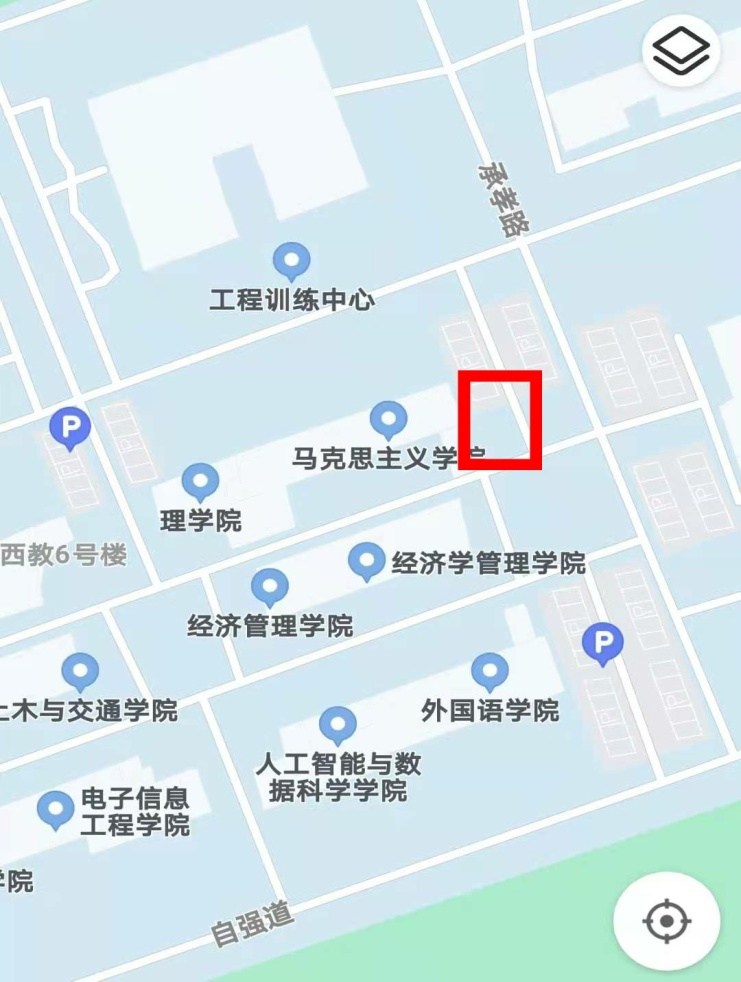 承孝路
工程训练中心
P
马克思主义学院
理学院
西教6号楼
经济学管理学院
经济管理学院
P
土木与交通学院
外国语学院
人工智能与数
据科学学院
电子信息
工程学院
学院
自强道